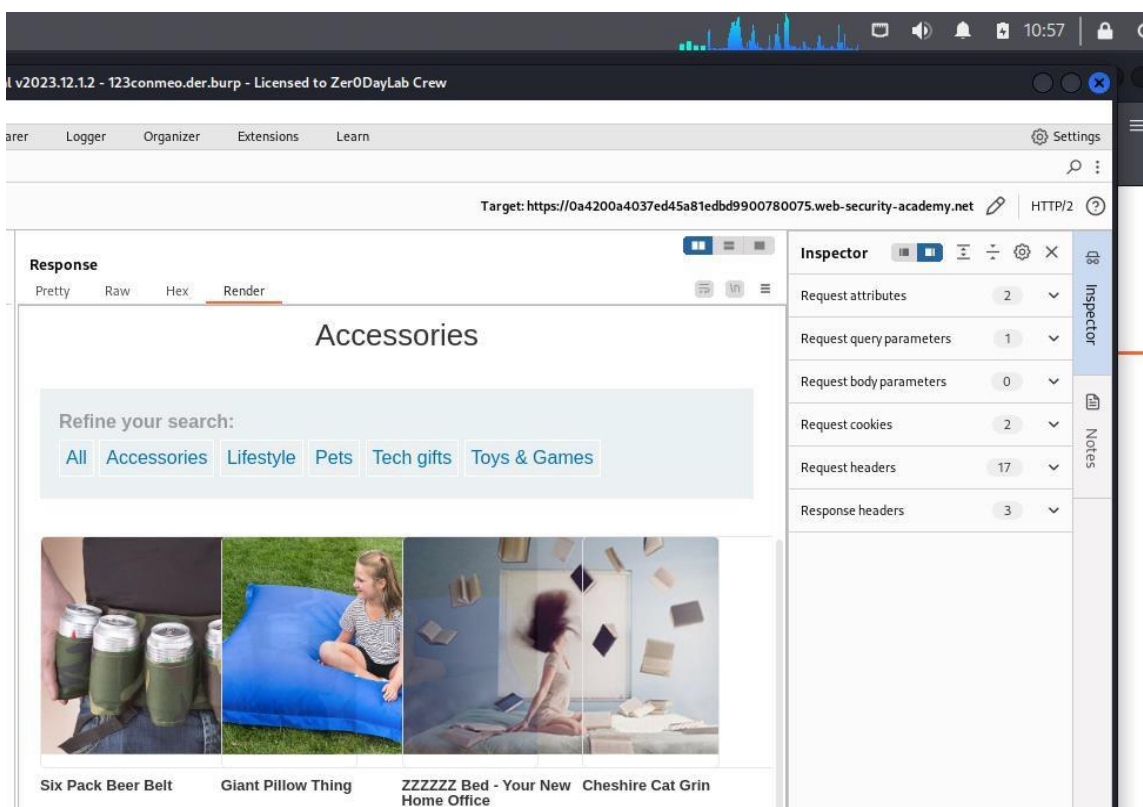 10:57
v2023.12.1.2 - 123conmeo.der.burp - Licensed to Zer0DayLab Crew
Logger Organizer Extensions Learn Settings
Target: https://0a4200a4037ed45a81edbd9900780075.web-security-academy.net HTTP/2
Response
Pretty Raw Hex Render \n
Accessories
Refine your search:
All Accessories Lifestyle Pets Tech gifts Toys & Games
Six Pack Beer Belt Giant Pillow Thing ZZZZZZ Bed - Your New Cheshire Cat Grin
Home Office
Inspector
Request attributes 2
Request query parameters 1
Request body parameters 0
Request cookies 2
Request headers 17
Response headers 3
Inspector
Notes